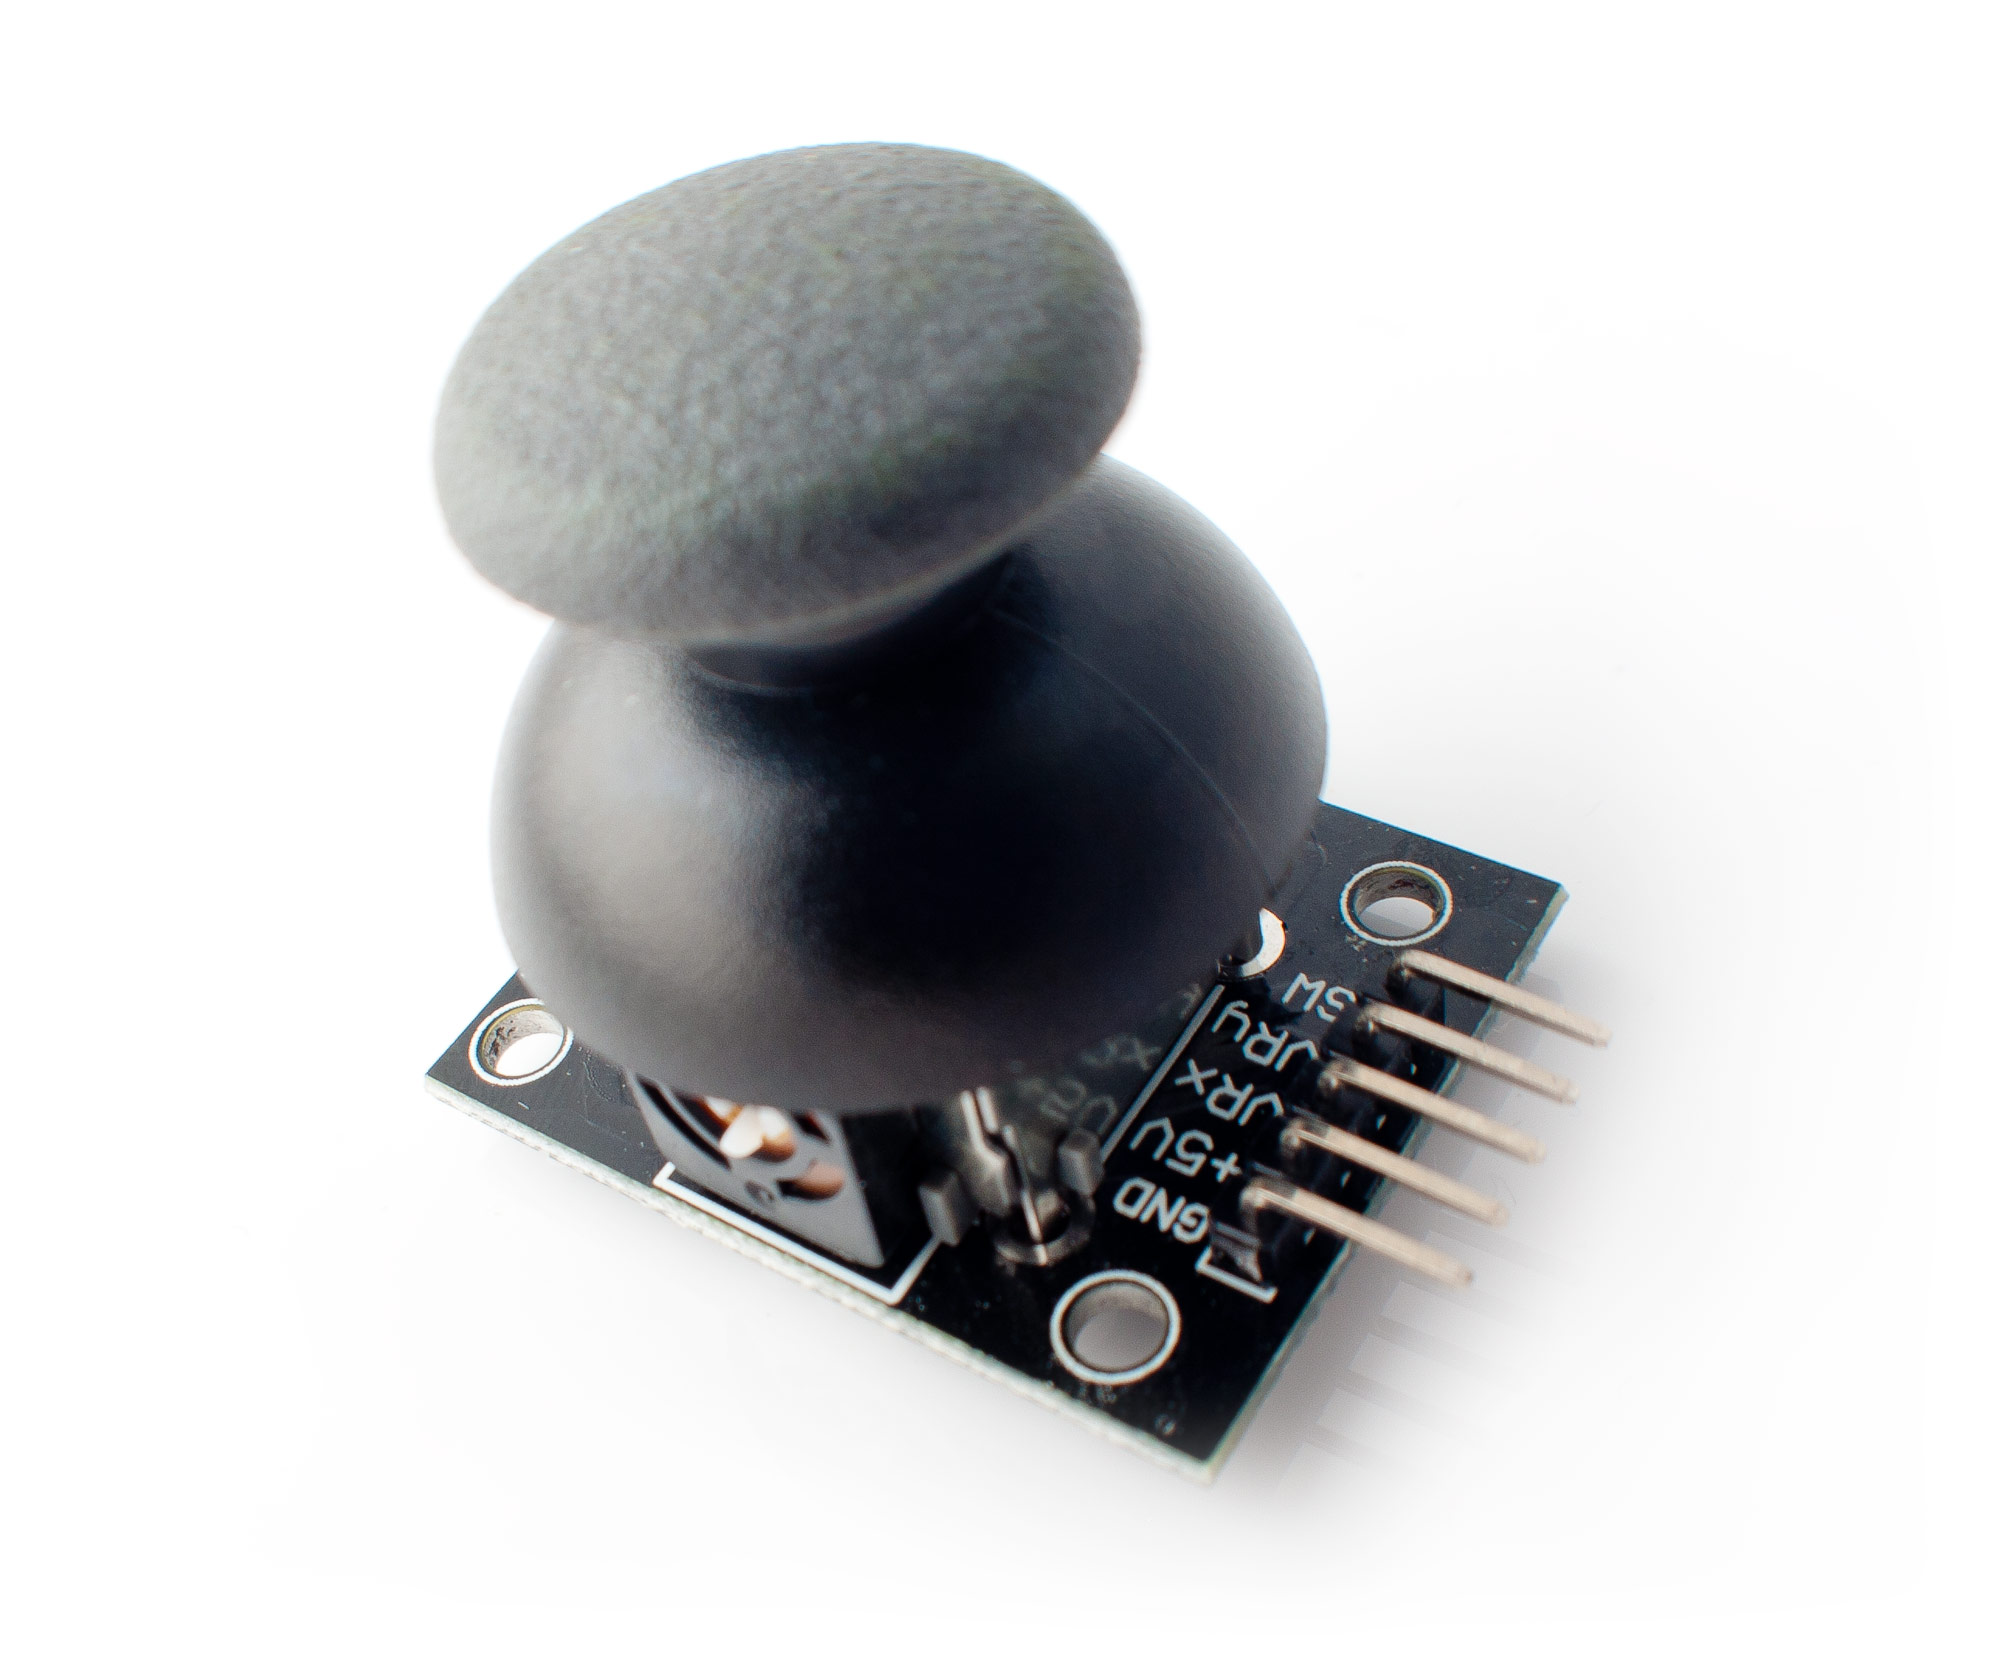 GND
+5V
VRx
VRy
SW